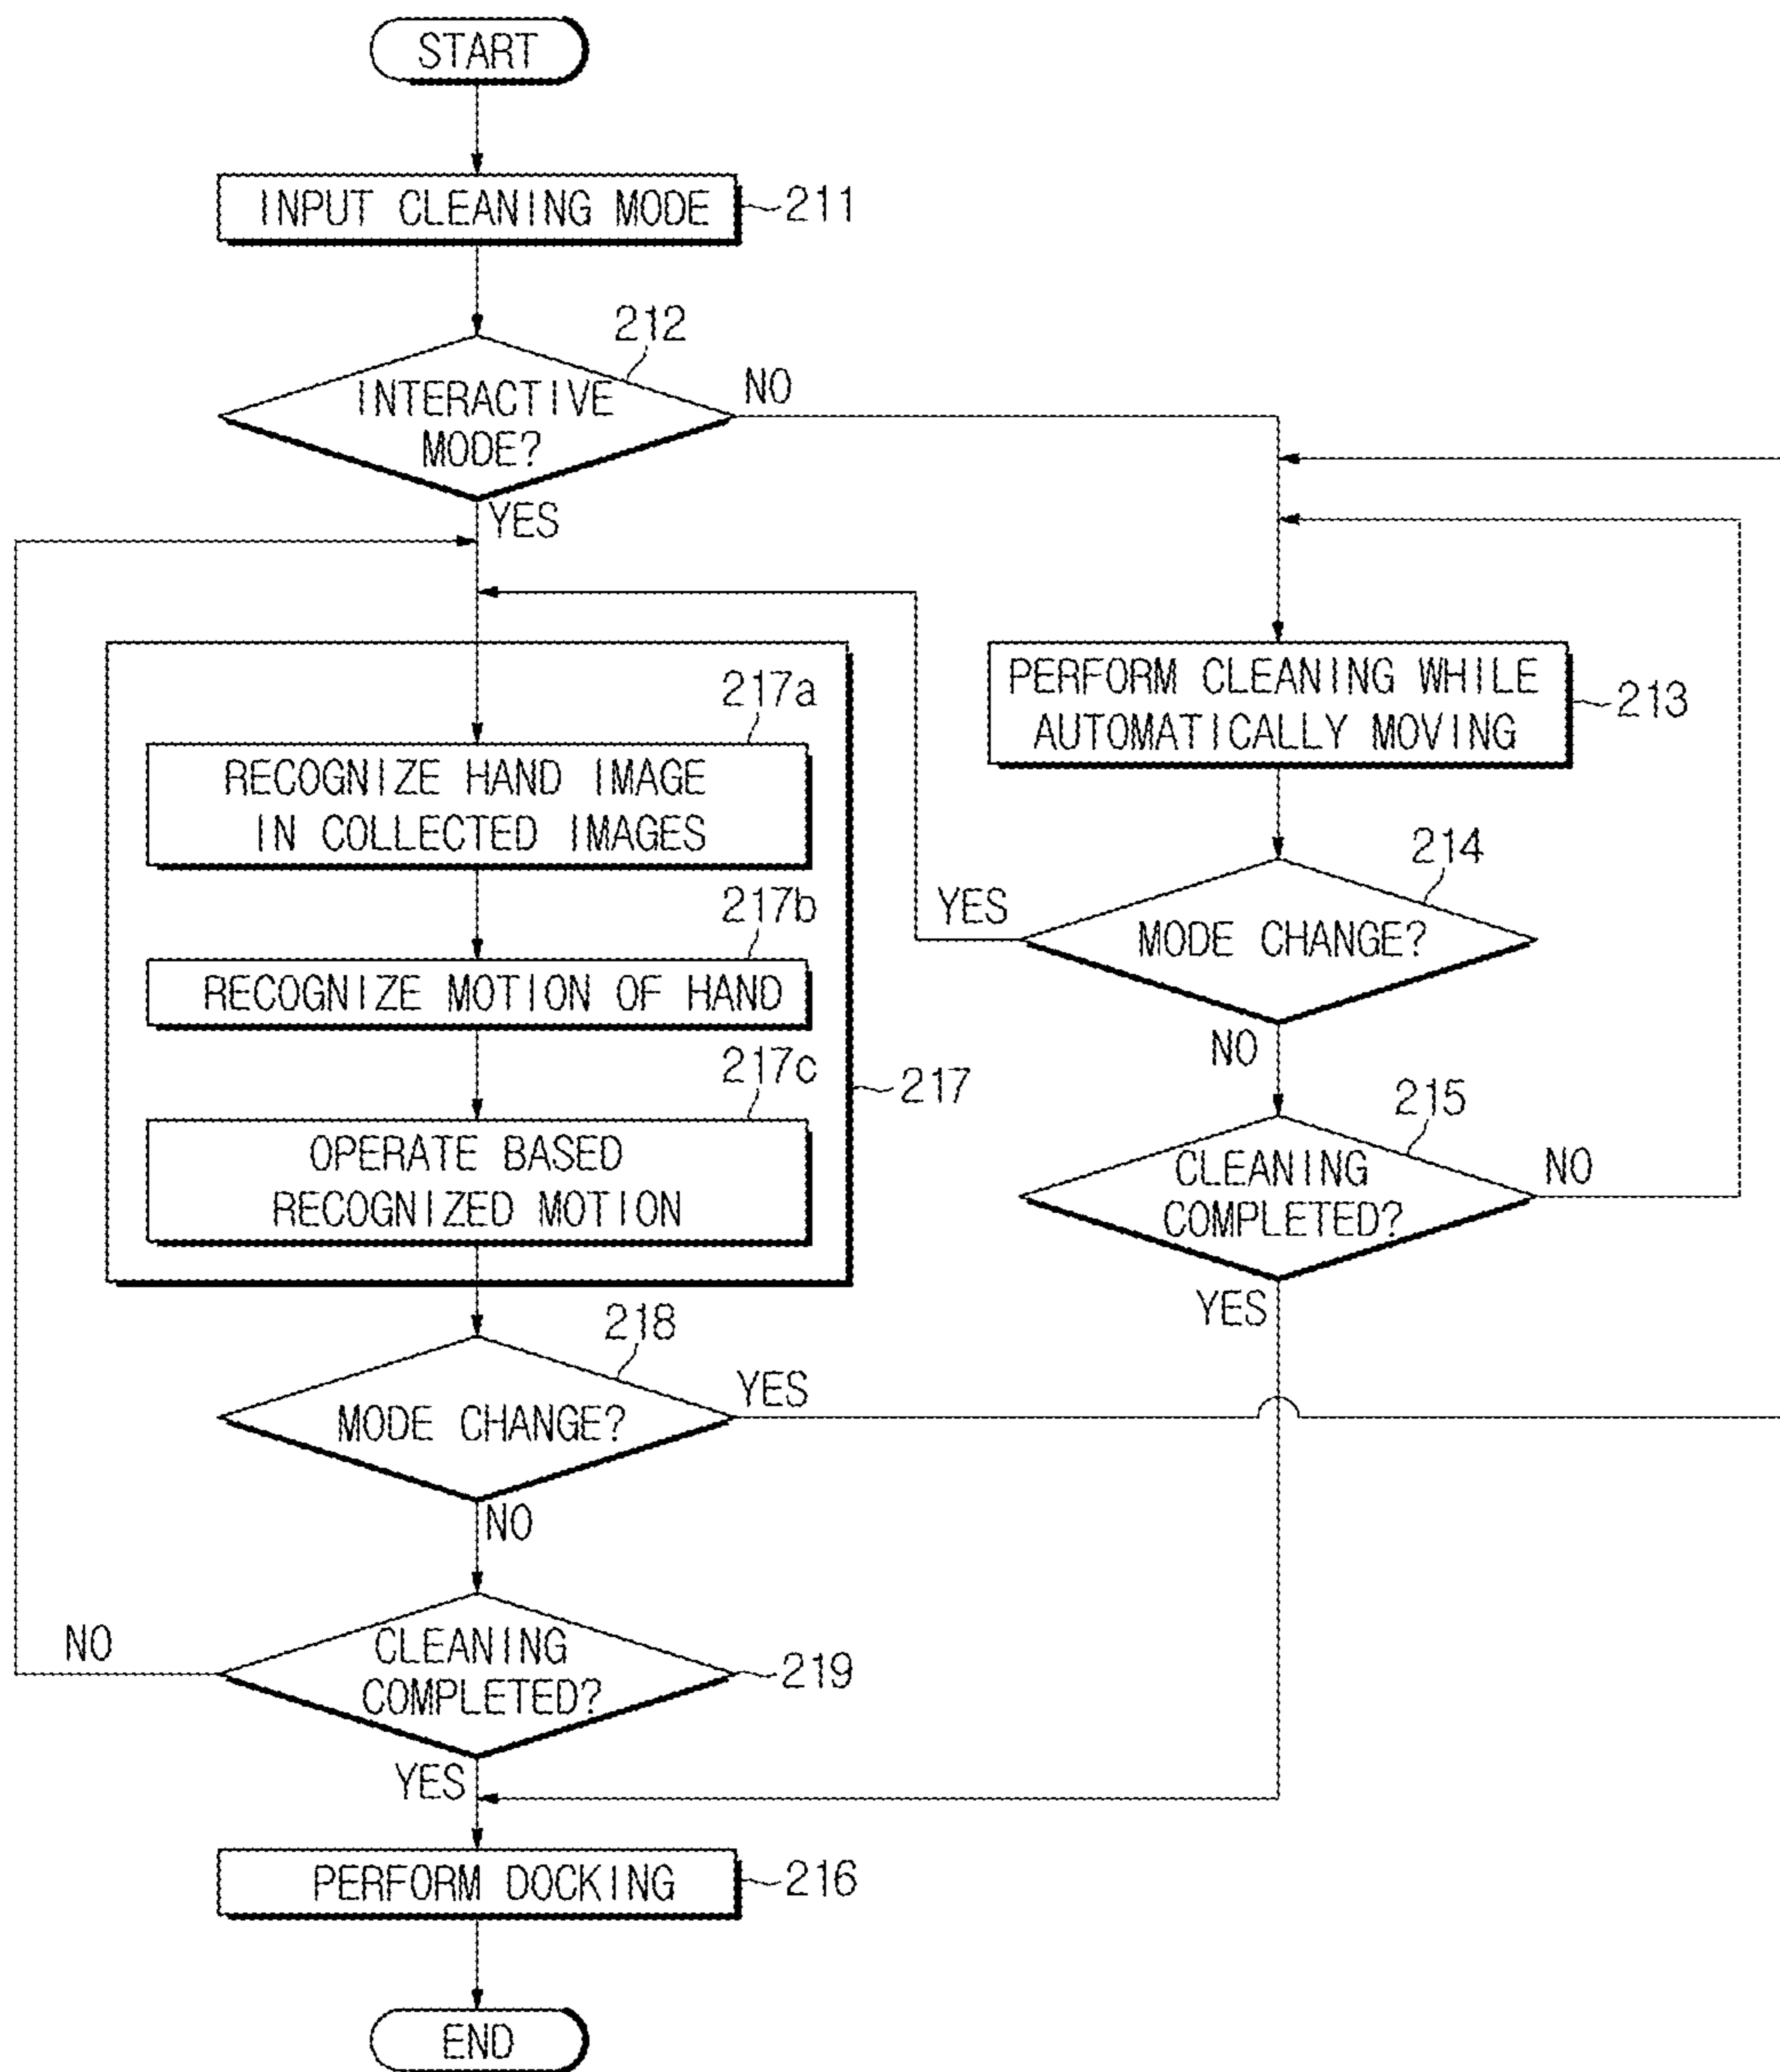 START
INPUT CLEANING MODE
211
212
INTERACTIVE
MODE?
NO
YES
217a
RECOGNIZE HAND IMAGE
IN COLLECTED IMAGES
217b
RECOGNIZE MOTION OF HAND
217c
OPERATE BASED
RECOGNIZED MOTION
217
PERFORM CLEANING WHILE
AUTOMATICALLY MOVING
213
214
MODE CHANGE?
YES
NO
215
CLEANING
COMPLETED?
NO
YES
218
MODE CHANGE?
YES
NO
CLEANING
COMPLETED?
219
NO
YES
PERFORM DOCKING
216
END